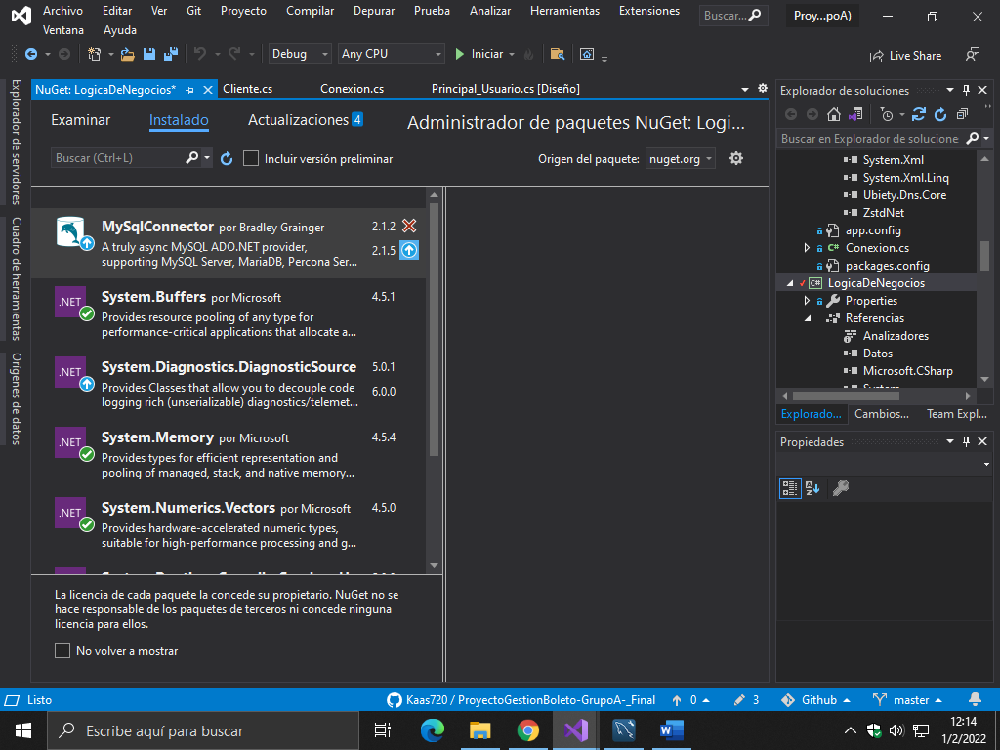 Archivo Editar Ver Git Proyecto Compilar Depurar Prueba Analizar Herramientas Extensiones
Ventana Ayuda
Buscar...
Proy...poA)
Debug
Any CPU
Iniciar
Live Share
Explorador de servidores
Cuadro de herramientas
Orígenes de datos
NuGet: LogicaDeNegocios*
Cliente.cs
Conexion.cs
Principal_Usuario.cs [Diseño]
Examinar
Instalado
Actualizaciones 4
Administrador de paquetes NuGet: Logi...
Buscar (Ctrl+L)
Incluir versión preliminar
Origen del paquete: nuget.org
MySqlConnector por Bradley Grainger 2.1.2
A truly async MySQL ADO.NET provider, 2.1.5
supporting MySQL Server, MariaDB, Percona Ser...
.NET
System.Buffers por Microsoft 4.5.1
Provides resource pooling of any type for
performance-critical applications that allocate a...
.NET
System.Diagnostics.DiagnosticSource 5.0.1
Provides Classes that allow you to decouple code 6.0.0
logging rich (unserializable) diagnostics/telemet...
.NET
System.Memory por Microsoft 4.5.4
Provides types for efficient representation and
pooling of managed, stack, and native memory...
.NET
System.Numerics.Vectors por Microsoft 4.5.0
Provides hardware-accelerated numeric types,
suitable for high-performance processing and g...
La licencia de cada paquete la concede su propietario. NuGet no se
hace responsable de los paquetes de terceros ni concede ninguna
licencia para ellos.
No volver a mostrar
Explorador de soluciones
Buscar en Explorador de solucione
System.Xml
System.Xml.Linq
Ubiety.Dns.Core
ZstdNet
app.config
C# Conexion.cs
packages.config
C# LogicaDeNegocios
Properties
Referencias
Analizadores
Datos
Microsoft.CSharp
Explorado...
Cambios...
Team Expl...
Propiedades
Listo
Kaas720 / ProyectoGestionBoleto-GrupoA-_Final
0
3
Github
master
Escribe aquí para buscar
12:14
1/2/2022